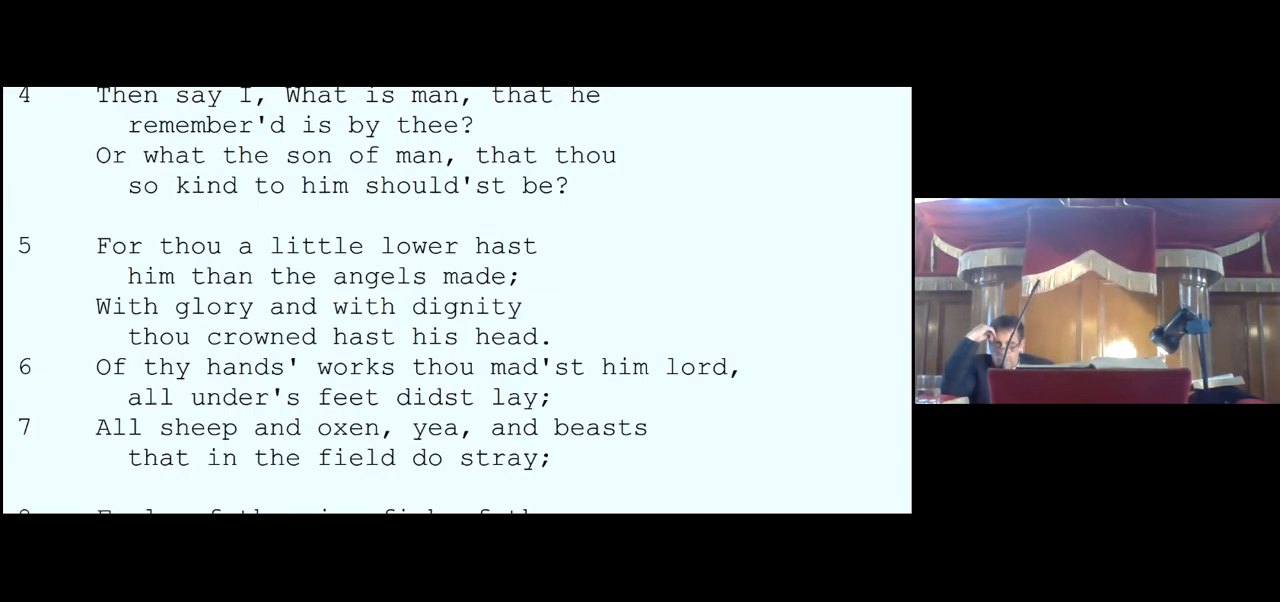 4 Then say I, What is man, that he
remember'd is by thee?
Or what the son of man, that thou
so kind to him should'st be?
5 For thou a little lower hast
him than the angels made;
With glory and with dignity
thou crowned hast his head.
6 Of thy hands' works thou mad'st him lord,
all under's feet didst lay;
7 All sheep and oxen, yea, and beasts
that in the field do stray;